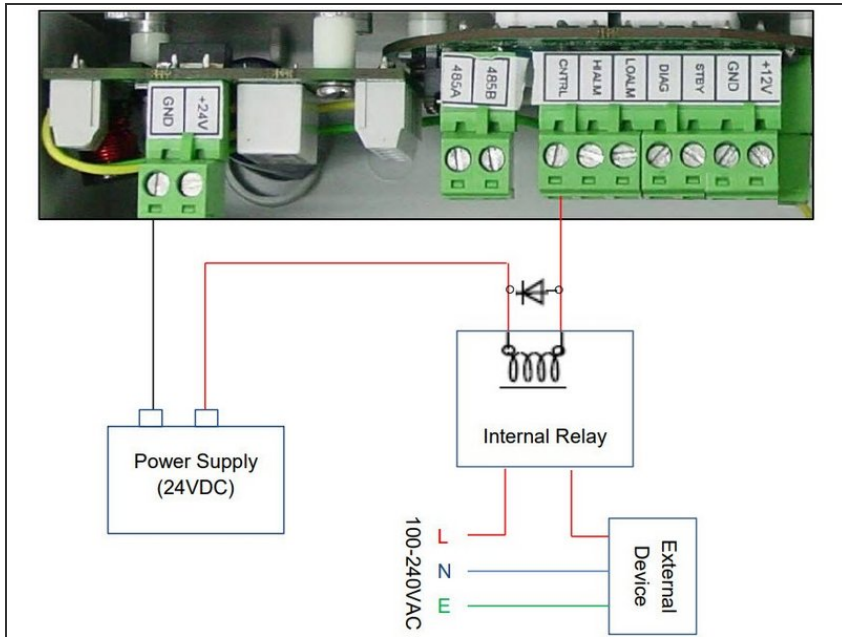 GND
+24V
485A
485B
CNTRL
HIALM
LOALM
DIAG
STBY
GND
+12V
Power Supply
(24VDC)
Internal Relay
100-240VAC
L
N
E
External
Device